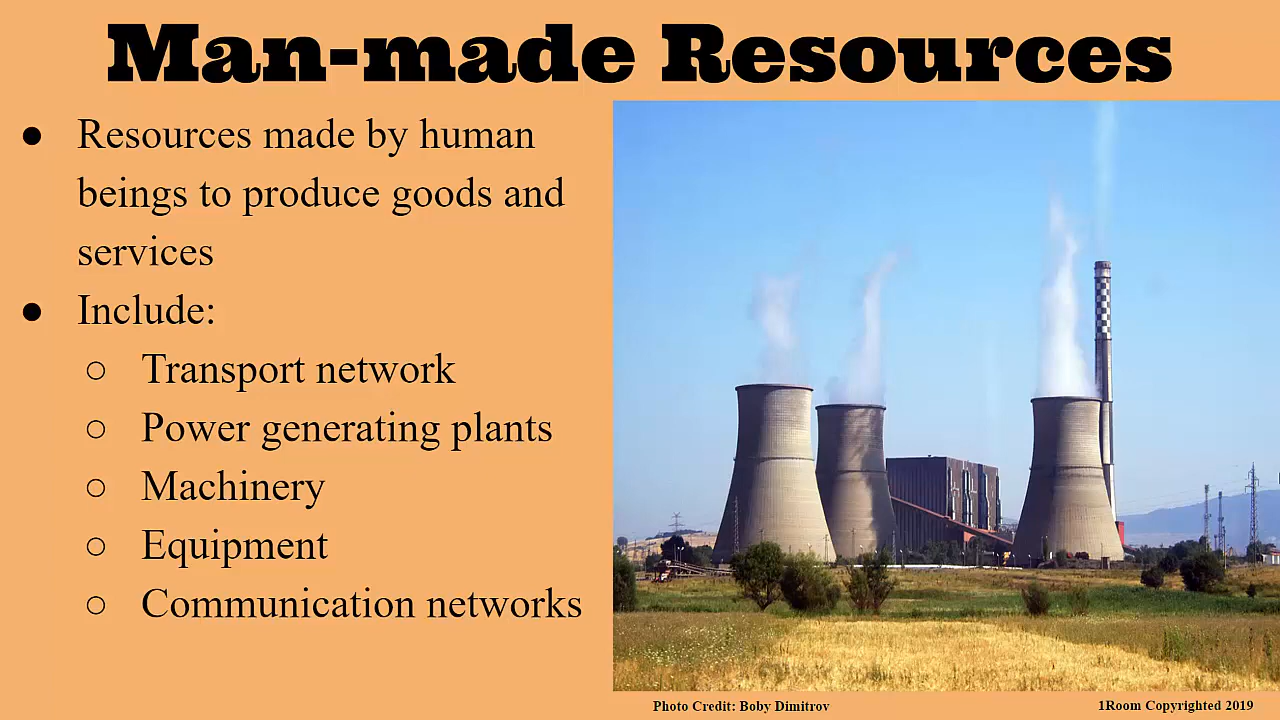 Man-made Resources
● Resources made by human
beings to produce goods and
services
● Include:
○ Transport network
○ Power generating plants
○ Machinery
○ Equipment
○ Communication networks
Photo Credit: Boby Dimitrov
1Room Copyrighted 2019